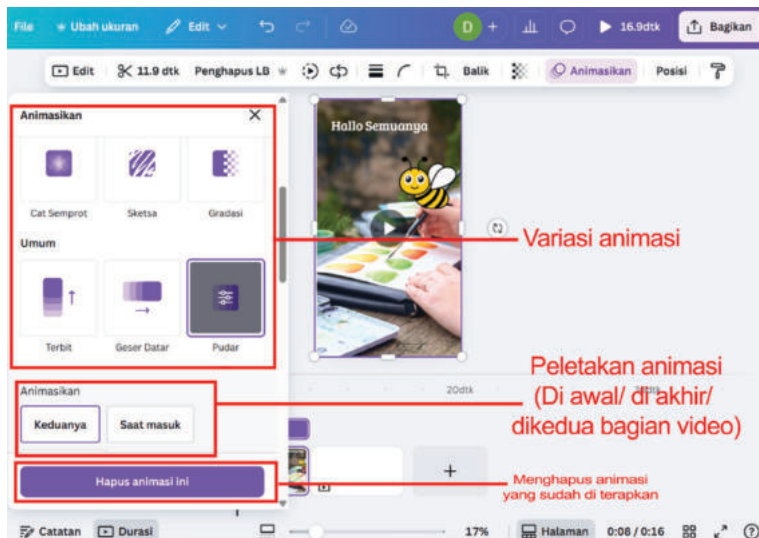 File Ubah ukuran Edit D + 16.9dtk Bagikan
Edit 11.9 dtk Penghapus LB Balik Animasikan Posisi
Animasikan
Cat Semprot Sketsa Gradasi
Umum
Terbit Geser Datar Pudar
Animasikan
Keduanya Saat masuk
Hapus animasi ini
Hallo Semuanya
Variasi animasi
20dtk
Peletakan animasi
(Di awal/ di akhir/
dikedua bagian video)
+
Menghapus animasi
yang sudah di terapkan
Catatan Durasi 17% Halaman 0:08 / 0:16